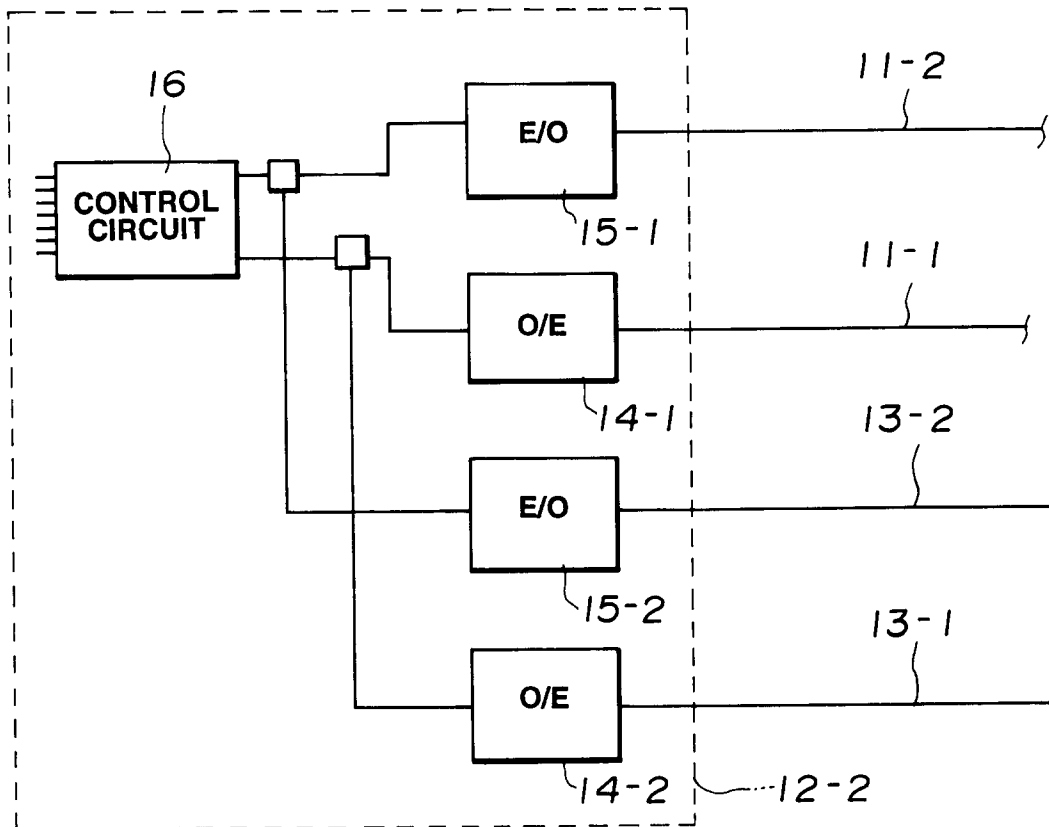 16
11-2
E/O
CONTROL
CIRCUIT
15-1
11-1
O/E
14-1
13-2
E/O
15-2
13-1
O/E
14-2
12-2